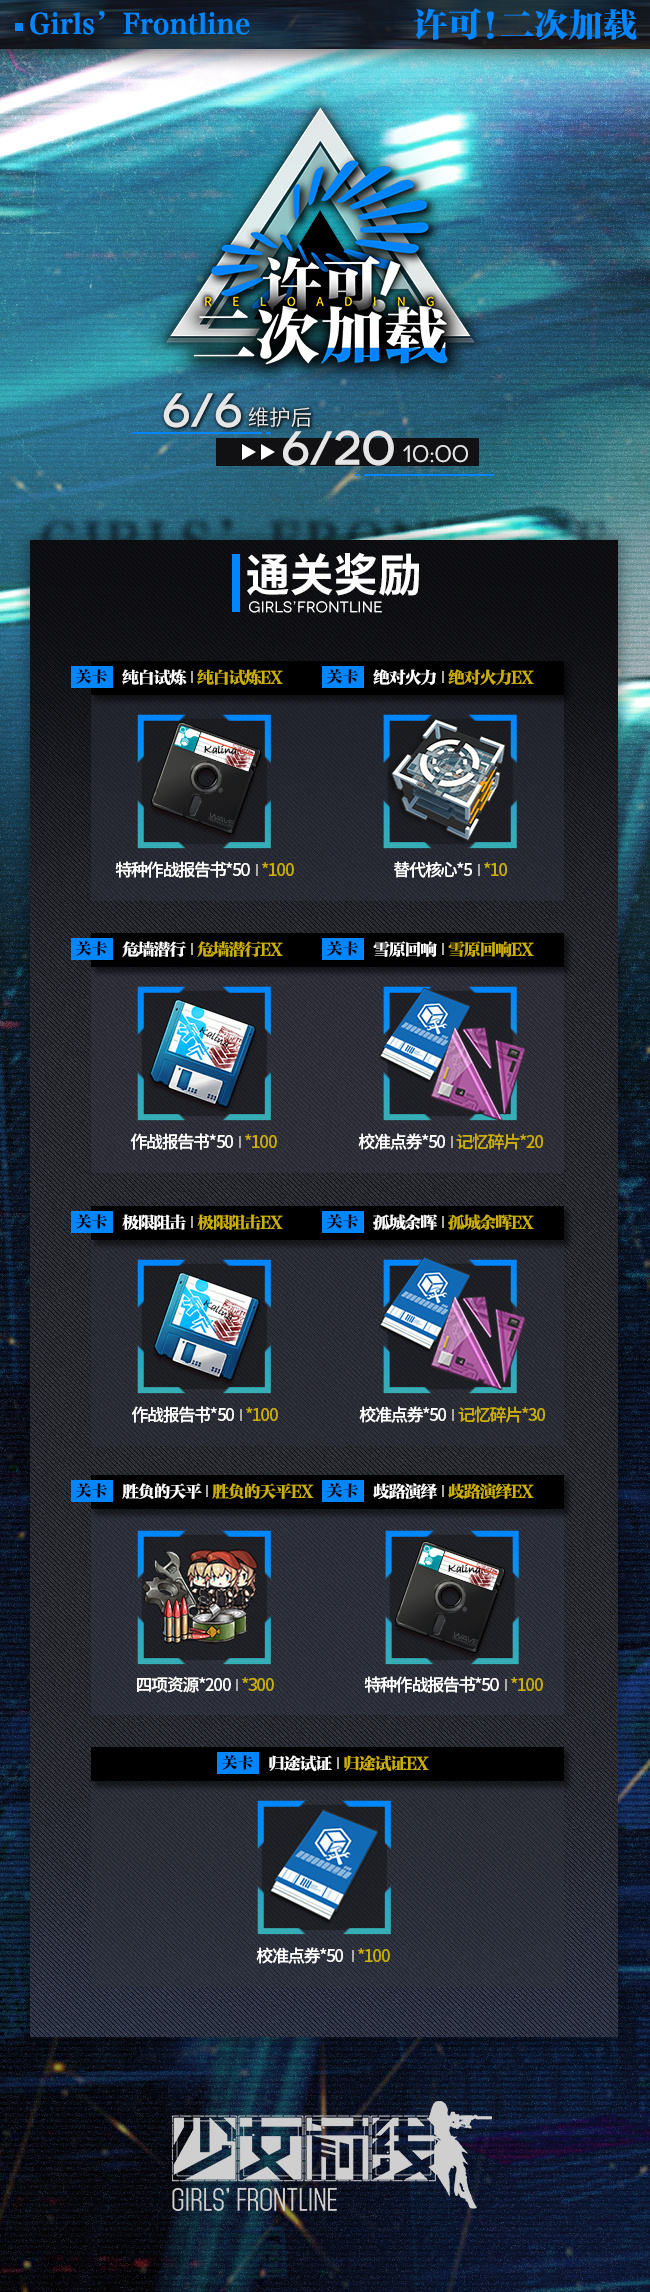 Girls' Frontline
许可!二次加载
许可!
RELOADING
二次加载
6/6 维护后
6/20 10:00
GIRLS' FRONTLINE
通关奖励
GIRLS'FRONTLINE
关卡 纯白试炼 | 纯白试炼EX
关卡 绝对火力 | 绝对火力EX
Kalina
WAVE
特种作战报告书*50 | *100
替代核心*5 | *10
关卡 危墙潜行 | 危墙潜行EX
关卡 雪原回响 | 雪原回响EX
Kalina
作战报告书*50 | *100
校准点券*50 | 记忆碎片*20
关卡 极限阻击 | 极限阻击EX
关卡 孤城余晖 | 孤城余晖EX
Kalina
作战报告书*50 | *100
校准点券*50 | 记忆碎片*30
关卡 胜负的天平 | 胜负的天平EX
关卡 歧路演绎 | 歧路演绎EX
Kalina
WAVE
四项资源*200 | *300
特种作战报告书*50 | *100
关卡 归途试证 | 归途试证EX
校准点券*50 | *100
少女前线
GIRLS' FRONTLINE